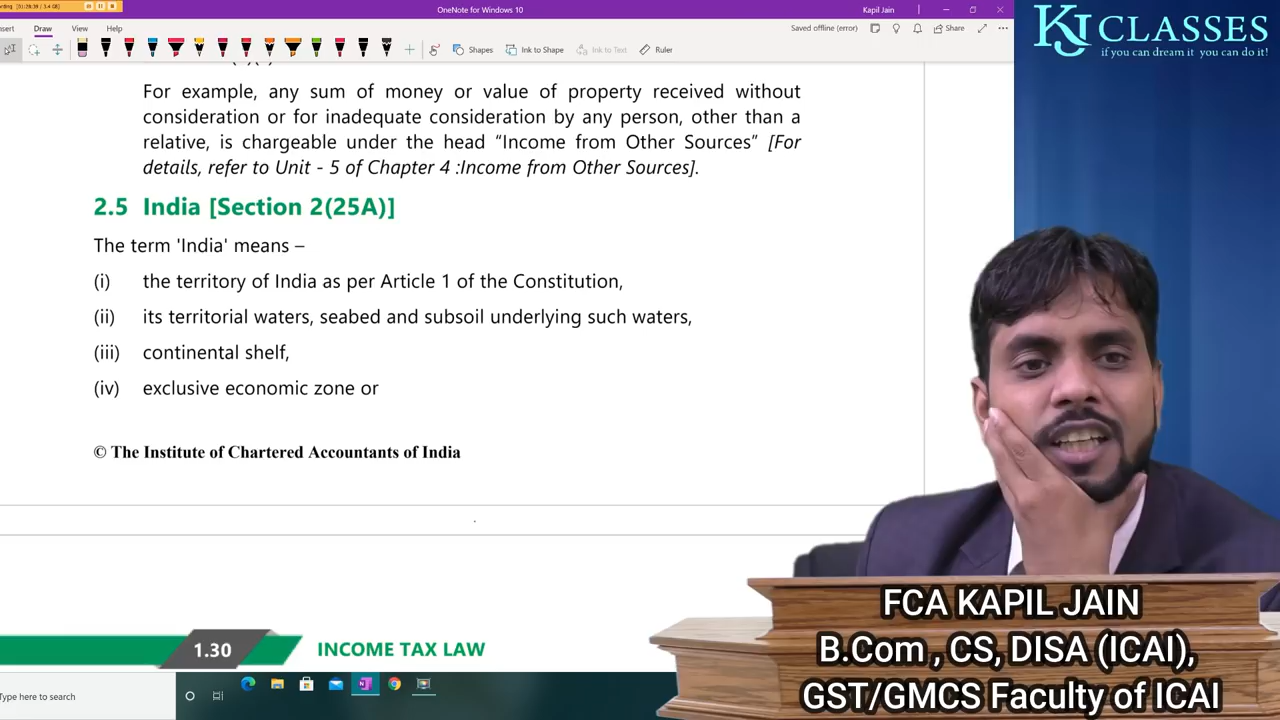 OneNote for Windows 10
Kapil Jain
Draw
View
Help
Saved offline (error)
Share
Shapes
Ink to Shape
Ink to Text
Ruler
KJ CLASSES
if you can dream it you can do it!
For example, any sum of money or value of property received without
consideration or for inadequate consideration by any person, other than a
relative, is chargeable under the head “Income from Other Sources” [For
details, refer to Unit - 5 of Chapter 4 :Income from Other Sources].
2.5 India [Section 2(25A)]
The term 'India' means –
(i) the territory of India as per Article 1 of the Constitution,
(ii) its territorial waters, seabed and subsoil underlying such waters,
(iii) continental shelf,
(iv) exclusive economic zone or
© The Institute of Chartered Accountants of India
1.30 INCOME TAX LAW
Type here to search
FCA KAPIL JAIN
B.Com , CS, DISA (ICAI),
GST/GMCS Faculty of ICAI